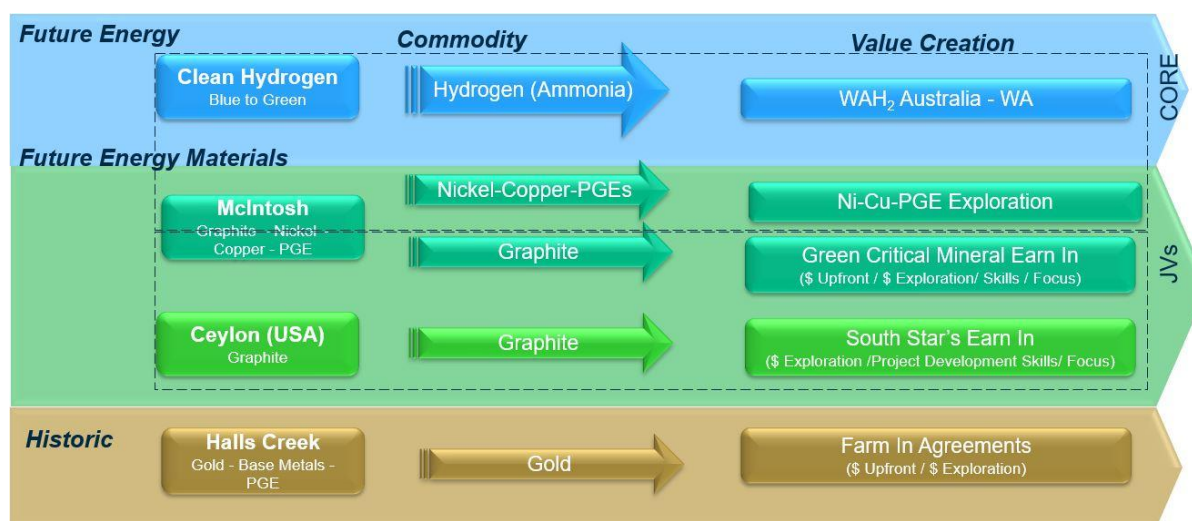 Future Energy
Commodity
Value Creation
Clean Hydrogen
Blue to Green
Hydrogen (Ammonia)
WAH₂ Australia - WA
CORE
Future Energy Materials
McIntosh
Graphite - Nickel -
Copper - PGE
Nickel-Copper-PGEs
Ni-Cu-PGE Exploration
Graphite
Green Critical Mineral Earn In
($ Upfront / $ Exploration/ Skills / Focus)
JVs
Ceylon (USA)
Graphite
Graphite
South Star's Earn In
($ Exploration /Project Development Skills/ Focus)
Historic
Halls Creek
Gold - Base Metals -
PGE
Gold
Farm In Agreements
($ Upfront / $ Exploration)